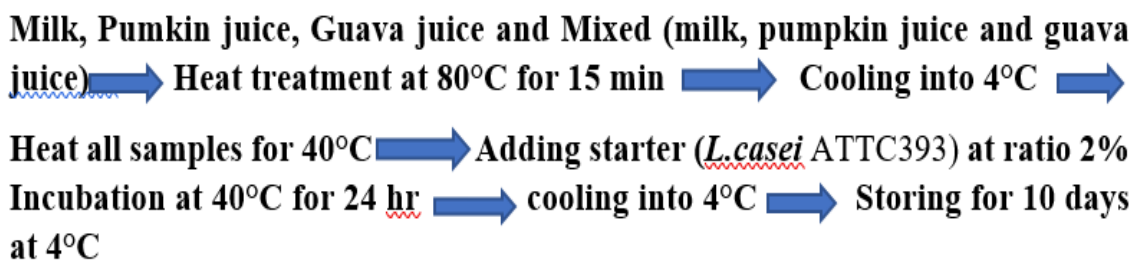 Milk, Pumkin juice, Guava juice and Mixed (milk, pumpkin juice and guava
juice) Heat treatment at 80°C for 15 min Cooling into 4°C
Heat all samples for 40°C Adding starter (L.casei ATTC393) at ratio 2%
Incubation at 40°C for 24 hr cooling into 4°C Storing for 10 days
at 4°C